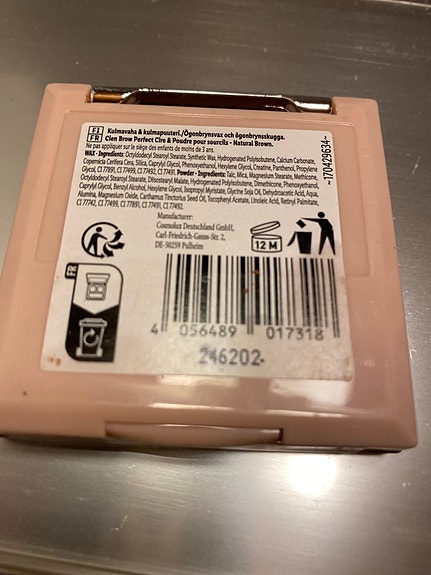 FI Kulmavaha & kulmapuuteri./Ögonbrynsvax och ögonbrynsskugga.
FR Cien Brow Perfect Cire & Poudre pour sourcils - Natural Brown.
Ne pas appliquer sur le siège des enfants de moins de 3 ans.
WAX - Ingredients: Octyldodecyl Stearoyl Stearate, Synthetic Wax, Hydrogenated Polyisobutene, Calcium Carbonate,
Copernicia Cerifera Cera, Silica, Caprylyl Glycol, Phenoxyethanol, Hexylene Glycol, Creatine, Panthenol, Propylene
Glycol, CI 77891, CI 77499, CI 77492, CI 77491. Powder - Ingredients: Talc, Mica, Magnesium Stearate, Methicone,
Octyldodecyl Stearoyl Stearate, Diisostearyl Malate, Hydrogenated Polyisobutene, Dimethicone, Phenoxyethanol,
Caprylyl Glycol, Benzyl Alcohol, Hexylene Glycol, Isopropyl Myristate, Glycine Soja Oil, Dehydroacetic Acid, Aqua,
Alumina, Magnesium Oxide, Carthamus Tinctorius Seed Oil, Tocopheryl Acetate, Linoleic Acid, Retinyl Palmitate,
CI 77742, CI 77499, CI 77491, CI 77492.
~170429634~
Manufacturer:
Cosmolux Deutschland GmbH,
Carl-Friedrich-Gauss-Str. 2,
DE-50259 Pulheim
12 M
FR
4 056489 017318
246202